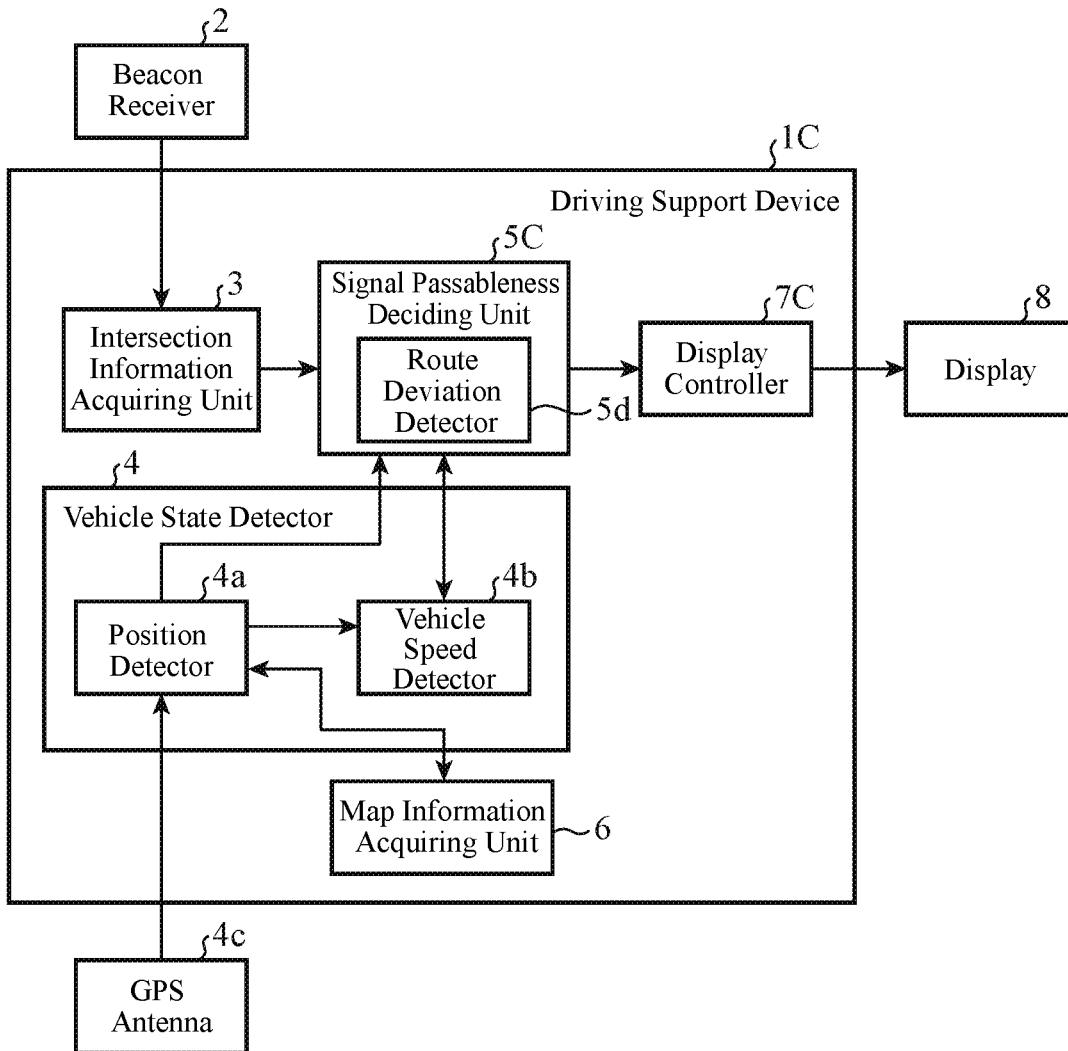 2
Beacon
Receiver
1C
Driving Support Device
5C
Signal Passableness
Deciding Unit
3
Intersection
Information
Acquiring Unit
Route
Deviation
Detector
5d
7C
Display
Controller
8
Display
4
Vehicle State Detector
4a
Position
Detector
4b
Vehicle
Speed
Detector
Map Information
Acquiring Unit
6
4c
GPS
Antenna